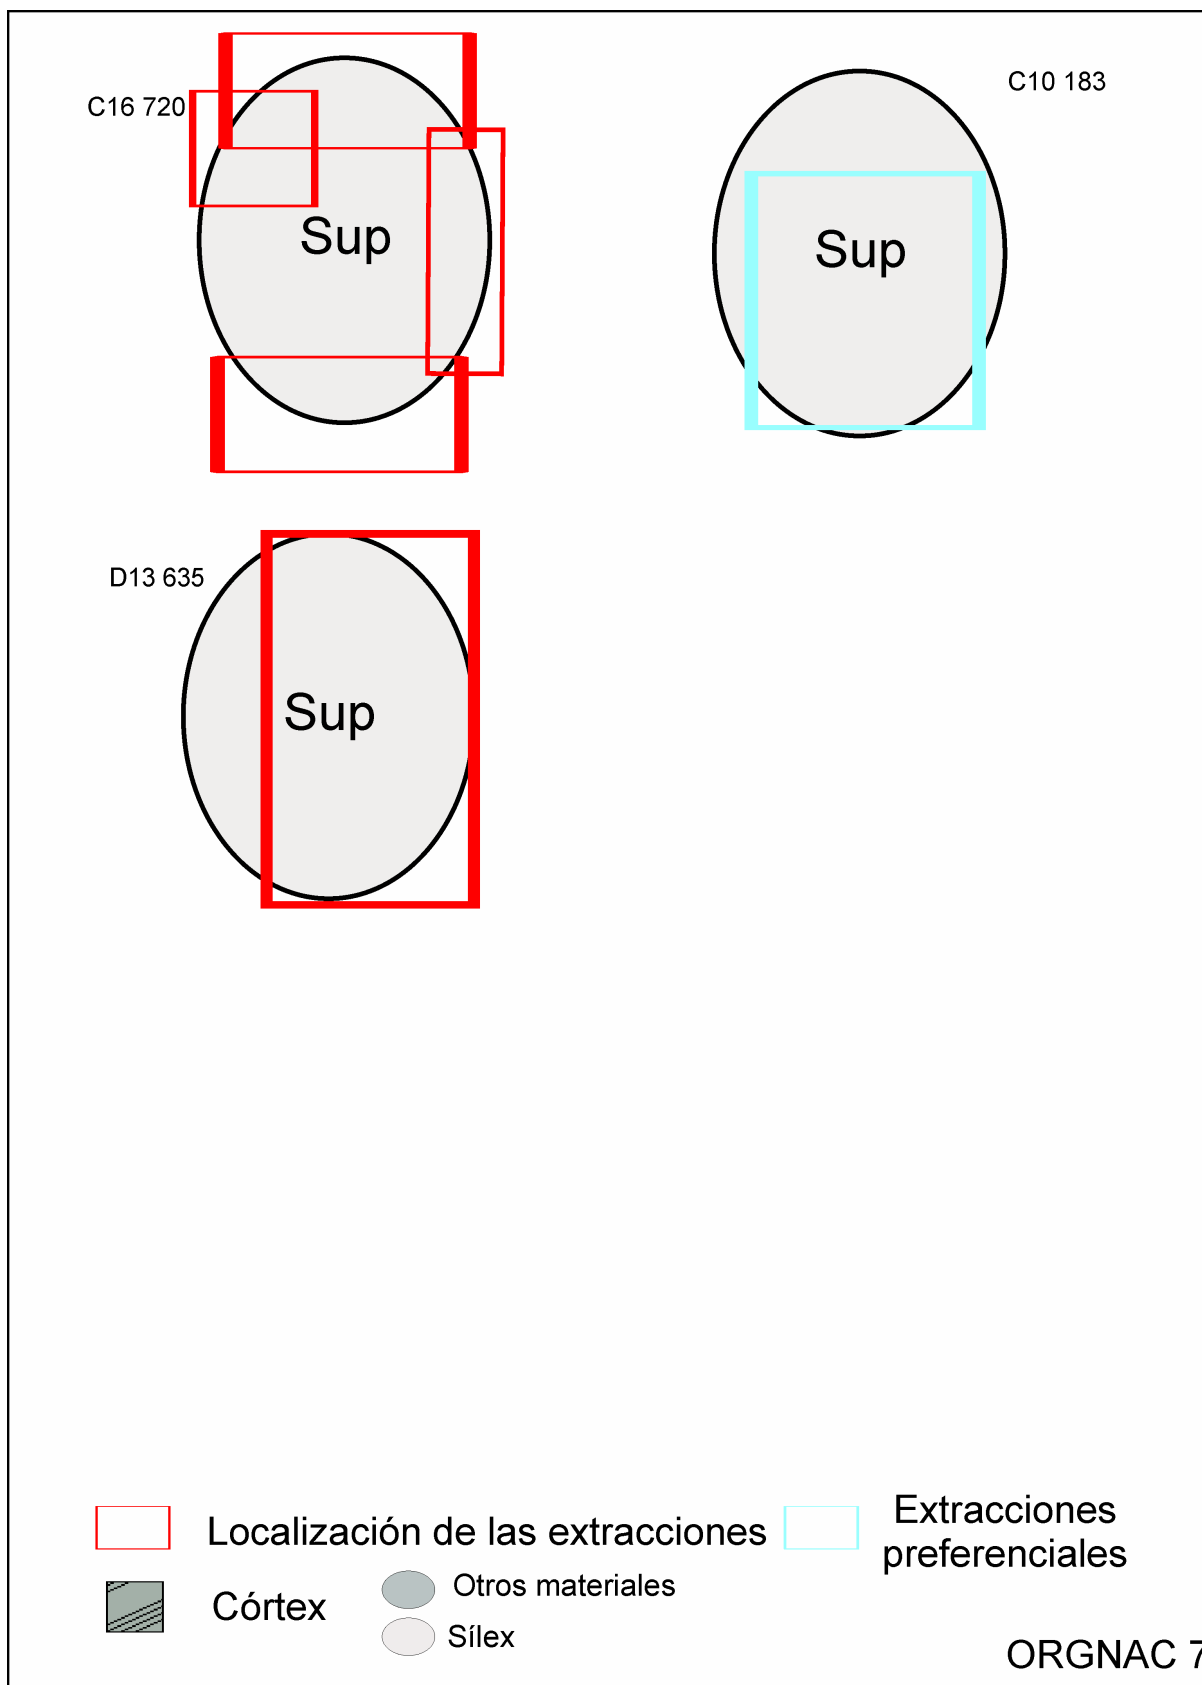 C16 720
C10 183
Sup
Sup
D13 635
Sup
Localización de las extracciones
Extracciones
preferenciales
Córtex
Otros materiales
Sílex
ORGNAC 7